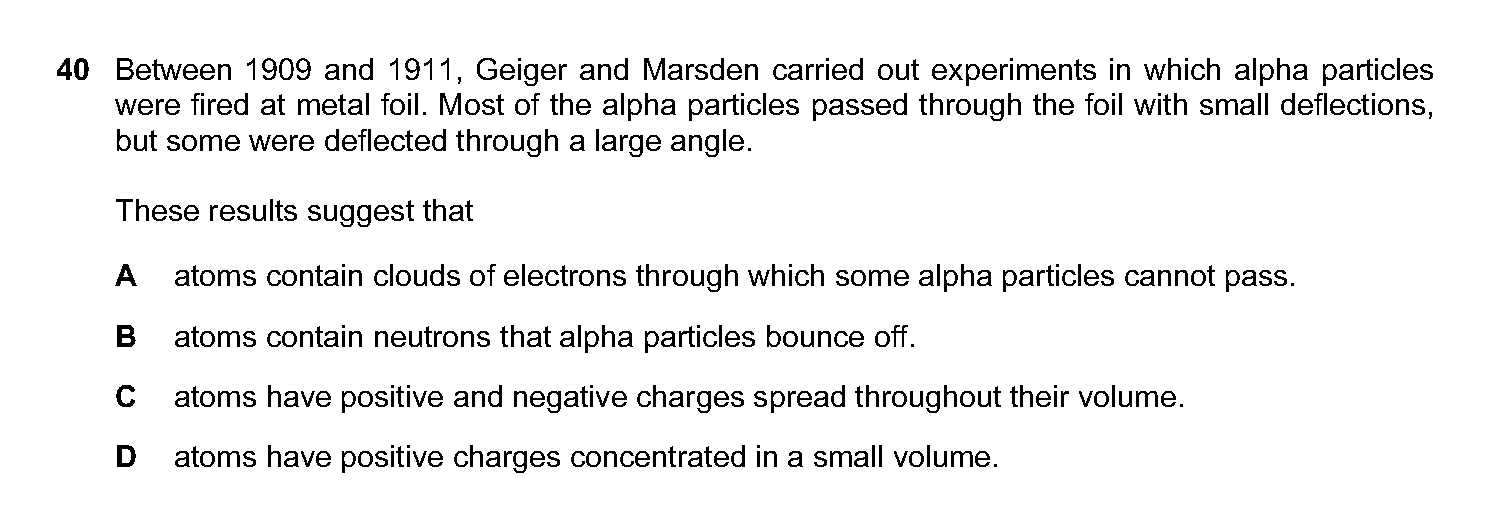 40 Between 1909 and 1911, Geiger and Marsden carried out experiments in which alpha particles
were fired at metal foil. Most of the alpha particles passed through the foil with small deflections,
but some were deflected through a large angle.
These results suggest that
A atoms contain clouds of electrons through which some alpha particles cannot pass.
B atoms contain neutrons that alpha particles bounce off.
C atoms have positive and negative charges spread throughout their volume.
D atoms have positive charges concentrated in a small volume.